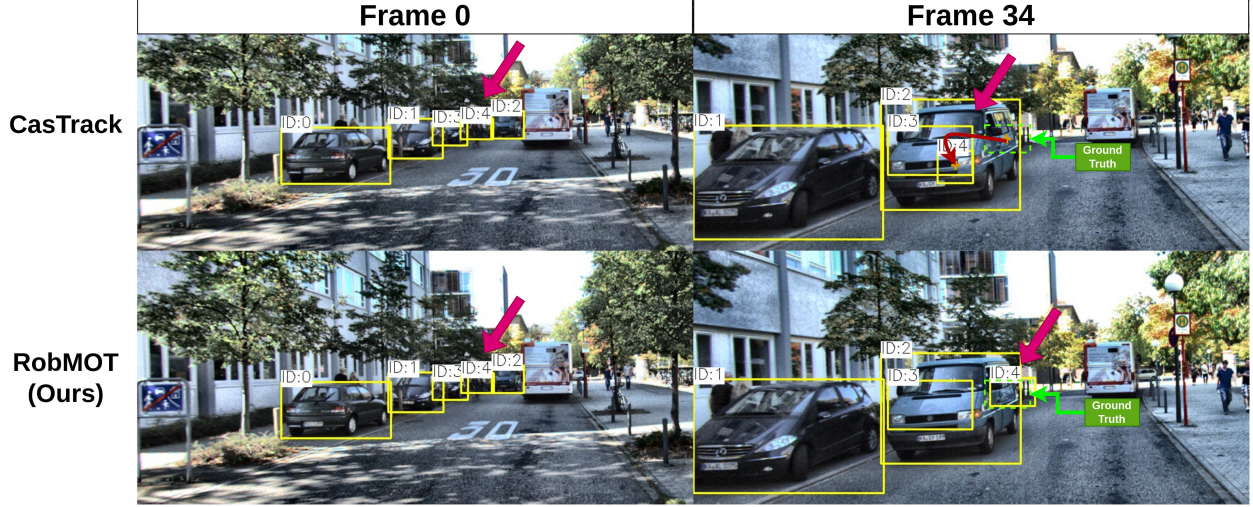 Frame 0
Frame 34
CasTrack
ID:0
ID:1
ID:3
ID:4
ID:2
30
ID:1
ID:2
ID:3
ID:4
Ground
Truth
H
RobMOT
(Ours)
ID:0
ID:1
ID:3
ID:4
ID:2
30
ID:1
ID:2
ID:3
ID:4
Ground
Truth
H